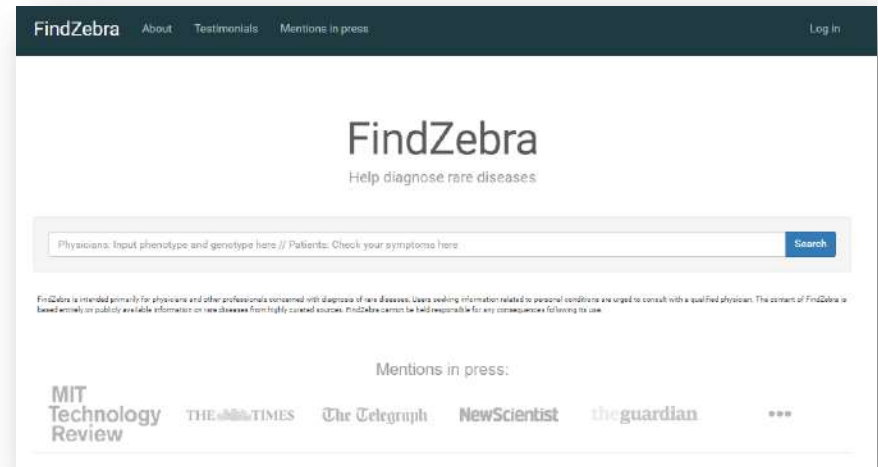 FindZebra About Testimonials Mentions in press Log in
FindZebra
Help diagnose rare diseases
Physicians: Input phenotype and genotype here // Patients: Check your symptoms here Search
FindZebra is intended primarily for physicians and other professionals concerned with diagnosis of rare diseases. Users seeking information related to personal conditions are urged to consult with a qualified physician. The content of FindZebra is
based entirely on publicly available information on rare diseases from highly curated sources. FindZebra cannot be held responsible for any consequences following its use.
Mentions in press:
MIT
Technology
Review
THE TIMES The Telegraph NewScientist theguardian •••